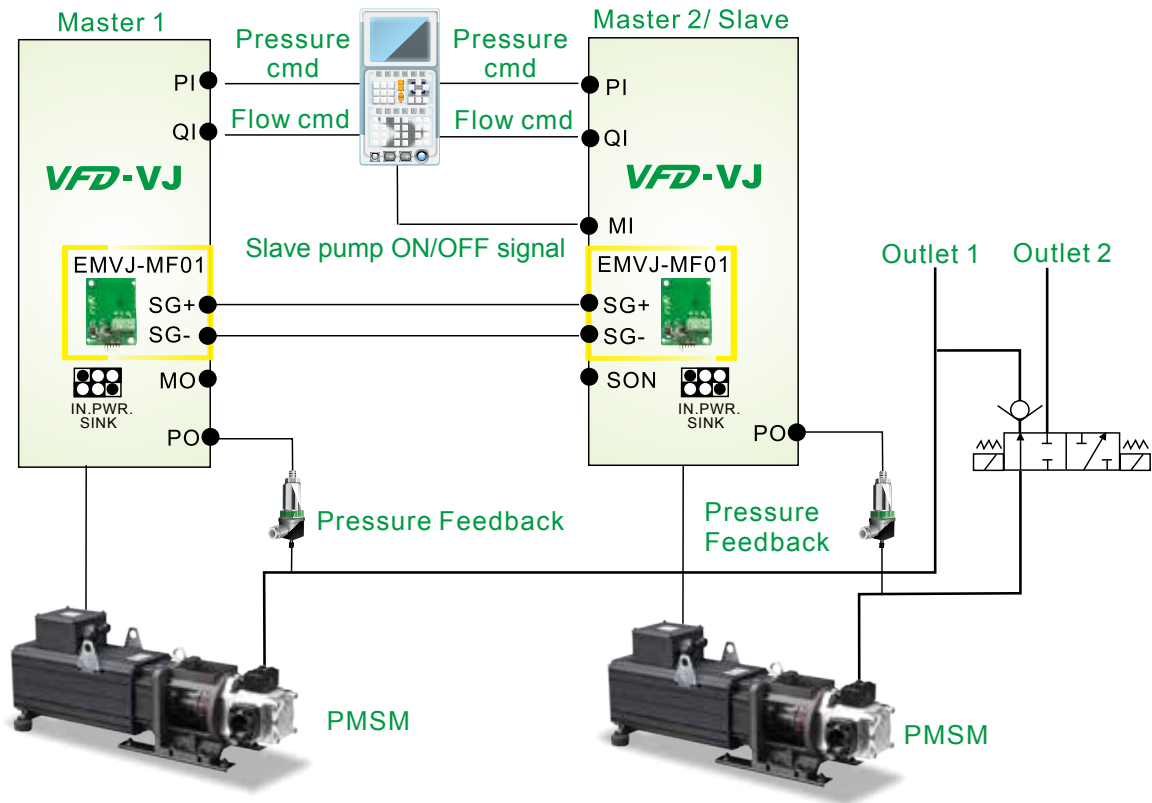 Master 1
Master 2/ Slave
Pressure
cmd
Pressure
cmd
PI
PI
Flow cmd
Flow cmd
QI
QI
VFD-VJ
VFD-VJ
MI
Slave pump ON/OFF signal
Outlet 1
Outlet 2
EMVJ-MF01
EMVJ-MF01
SG+
SG+
SG-
SG-
MO
SON
IN.PWR.
SINK
IN.PWR.
SINK
PO
PO
Pressure Feedback
Pressure
Feedback
PMSM
PMSM